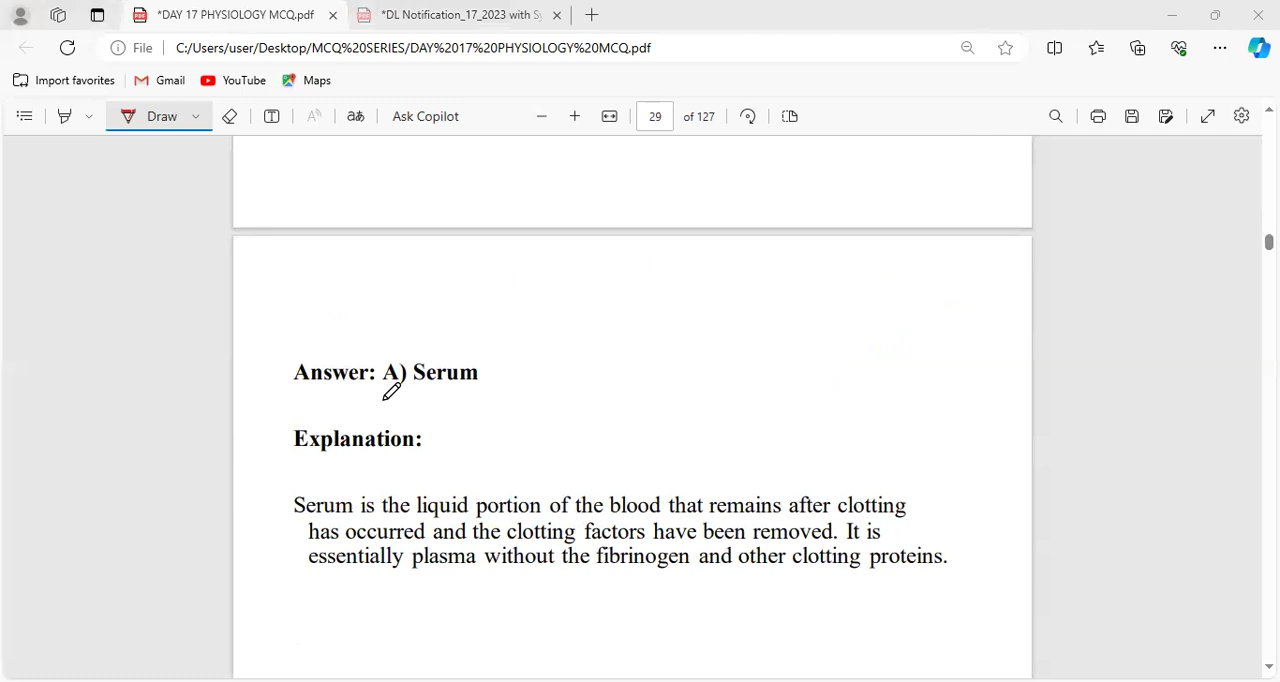 *DAY 17 PHYSIOLOGY MCQ.pdf
*DL Notification_17_2023 with Sy
File
C:/Users/user/Desktop/MCQ%20SERIES/DAY%2017%20PHYSIOLOGY%20MCQ.pdf
Import favorites
Gmail
YouTube
Maps
Draw
aあ
Ask Copilot
29
of 127
Answer: A) Serum
Explanation:
Serum is the liquid portion of the blood that remains after clotting
has occurred and the clotting factors have been removed. It is
essentially plasma without the fibrinogen and other clotting proteins.